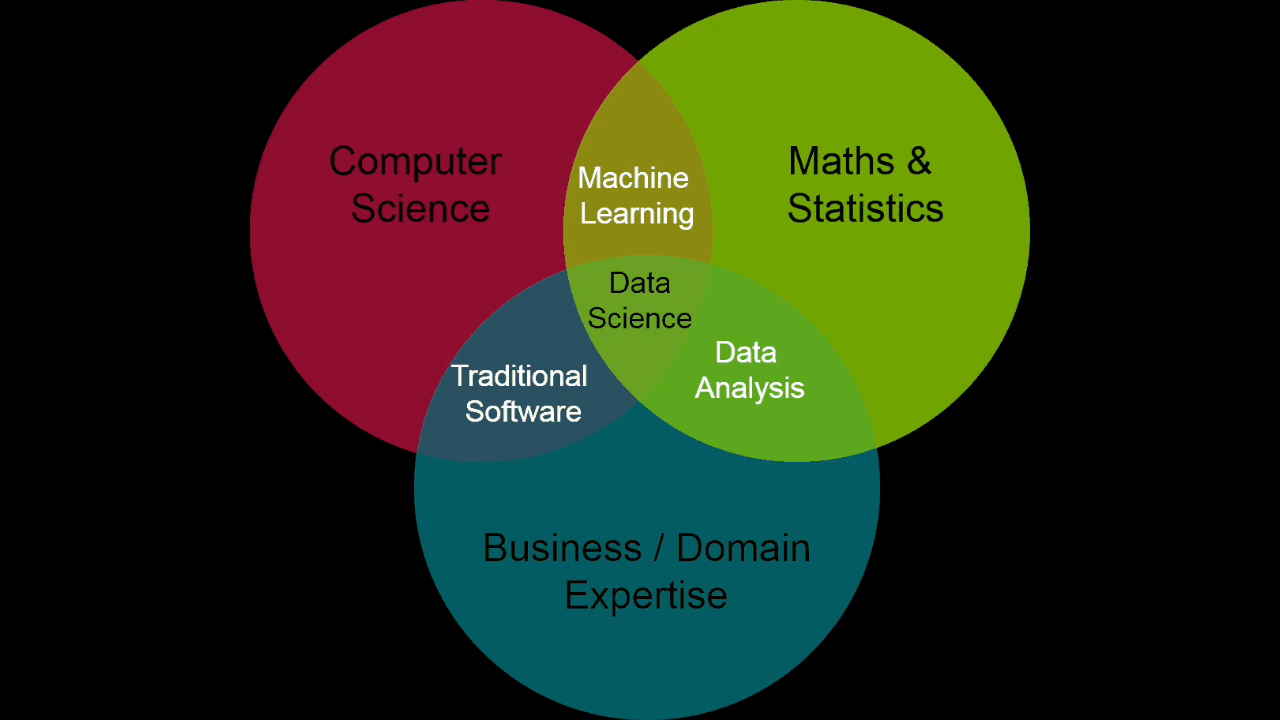 Computer
Science
Maths &
Statistics
Machine
Learning
Data
Science
Data
Analysis
Traditional
Software
Business / Domain
Expertise